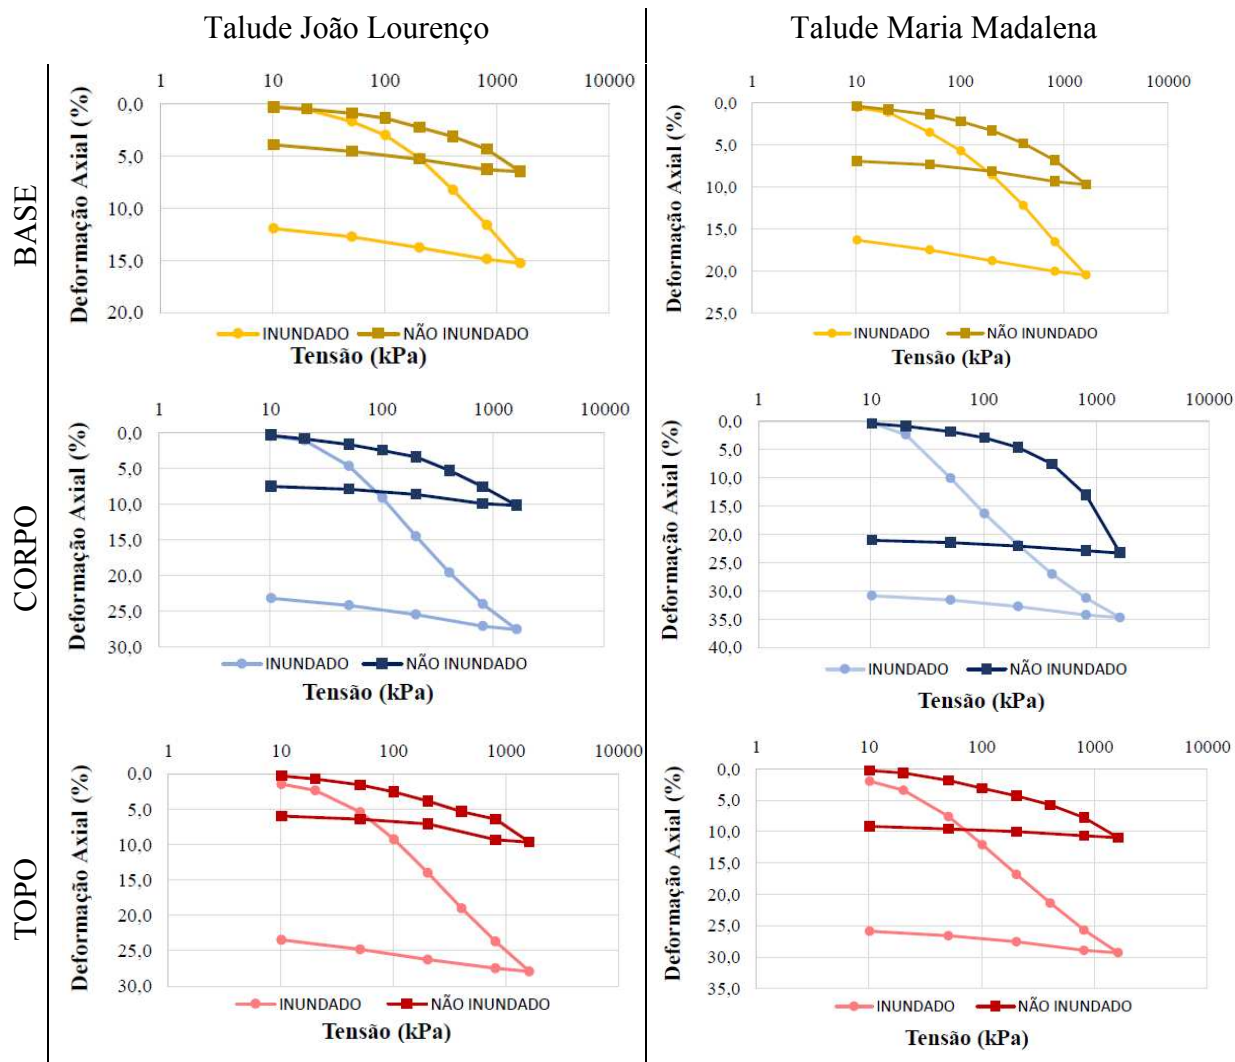 Talude João Lourenço
Talude Maria Madalena
BASE
1 10 100 1000 10000
0.0
5.0
10.0
15.0
20.0
Deformação Axial (%)
INUNDADO NÃO INUNDADO
Tensão (kPa)
1 10 100 1000 10000
0.0
5.0
10.0
15.0
20.0
25.0
Deformação Axial (%)
INUNDADO NÃO INUNDADO
Tensão (kPa)
CORPO
1 10 100 1000 10000
0,0
5,0
10,0
15,0
20,0
25,0
30,0
Deformação Axial (%)
INUNDADO NÃO INUNDADO
Tensão (kPa)
1 10 100 1000 10000
0,0
5,0
10,0
15,0
20,0
25,0
30,0
35,0
40,0
Deformação Axial (%)
INUNDADO NÃO INUNDADO
Tensão (kPa)
TOPO
1 10 100 1000 10000
0,0
5,0
10,0
15,0
20,0
25,0
30,0
Deformação Axial (%)
INUNDADO NÃO INUNDADO
Tensão (kPa)
1 10 100 1000 10000
0,0
5,0
10,0
15,0
20,0
25,0
30,0
35,0
Deformação Axial (%)
INUNDADO NÃO INUNDADO
Tensão (kPa)